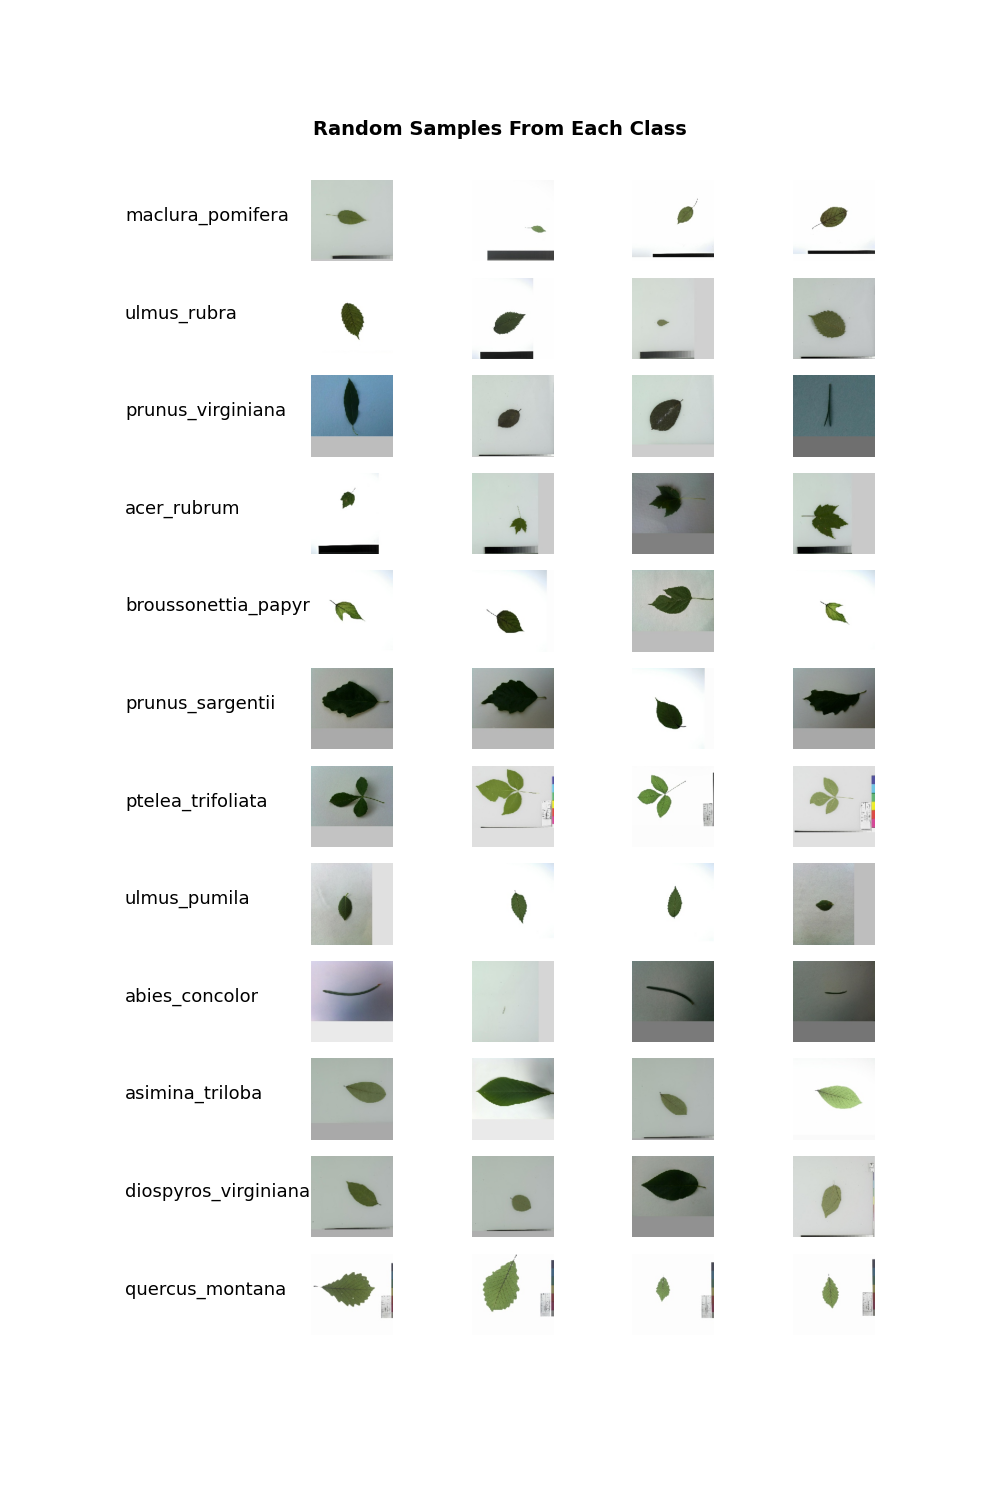 Random Samples From Each Class
maclura_pomifera
ulmus_rubra
prunus_virginiana
acer_rubrum
broussonettia_papyr
prunus_sargentii
ptelea_trifoliata
ulmus_pumila
abies_concolor
asimina_triloba
diospyros_virginiana
quercus_montana